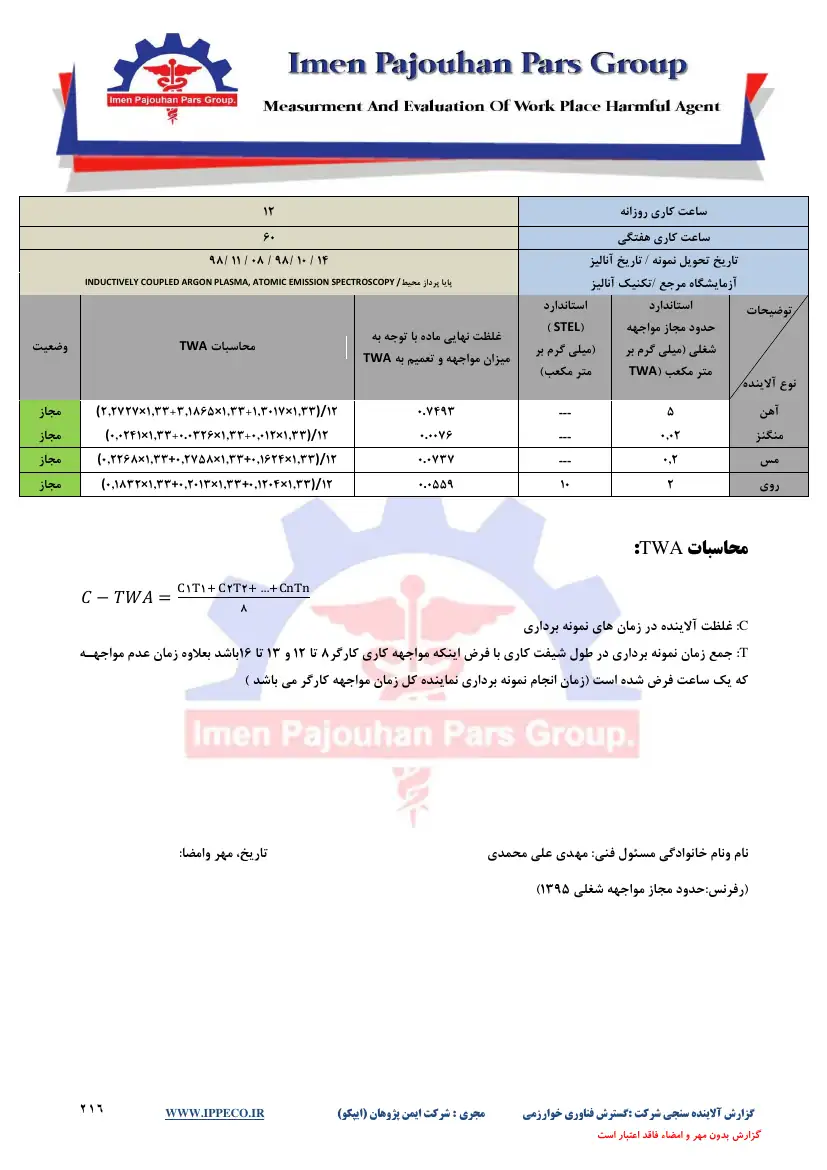 Imen Pajouhan Pars Group
Imen Pajouhan Pars Group.
Measurment And Evaluation Of Work Place Harmful Agent
ساعت کاری روزانه ۱۲
ساعت کاری هفتگی ۶۰
تاریخ تحویل نمونه / تاریخ آنالیز ۱۴ / ۱۰ /۹۸ / ۰۸ / ۱۱ /۹۸
آزمایشگاه مرجع /تکنیک آنالیز پایا پرداز محیط / INDUCTIVELY COUPLED ARGON PLASMA, ATOMIC EMISSION SPECTROSCOPY
توضیحات
نوع آلاینده
استاندارد
حدود مجاز مواجهه
شغلی (میلی گرم بر
متر مکعب (TWA
استاندارد
(STEL )
(میلی گرم بر
متر مکعب)
غلظت نهایی ماده با توجه به
میزان مواجهه و تعمیم به TWA
محاسبات TWA
وضعیت
آهن ۵ --- ۰.۷۴۹۳ (۲,۲۷۲۷×۱,۳۳+۳,۱۸۶۵×۱,۳۳+۱,۳۰۱۷×۱,۳۳)/۱۲ مجاز
منگنز ۰,۰۲ --- ۰.۰۰۷۶ (۰,۰۲۴۱×۱,۳۳+۰.۰۳۲۶×۱,۳۳+۰,۰۱۲×۱,۳۳)/۱۲ مجاز
مس ۰,۲ --- ۰.۰۷۳۷ (۰,۲۲۶۸×۱,۳۳+۰,۲۷۵۸×۱,۳۳+۰,۱۶۲۴×۱,۳۳)/۱۲ مجاز
روی ۲ ۱۰ ۰.۰۵۵۹ (۰,۱۸۳۲×۱,۳۳+۰,۲۰۱۳×۱,۳۳+۰,۱۲۰۴×۱,۳۳)/۱۲ مجاز
محاسبات TWA:
C − TWA = C۱T۱+ C۲T۲+ …+CnTn
۸
C: غلظت آلاینده در زمان های نمونه برداری
T: جمع زمان نمونه برداری در طول شیفت کاری با فرض اینکه مواجهه کاری کارگر۸ تا ۱۲ و ۱۳ تا ۱۶باشد بعلاوه زمان عدم مواجهه
که یک ساعت فرض شده است (زمان انجام نمونه برداری نماینده کل زمان مواجهه کارگر می باشد )
Imen Pajouhan Pars Group.
نام ونام خانوادگی مسئول فنی: مهدی علی محمدی تاریخ، مهر وامضا:
(رفرنس:حدود مجاز مواجهه شغلی ۱۳۹۵)
گزارش آلاینده سنجی شرکت :گسترش فناوری خوارزمی مجری : شرکت ایمن پژوهان (ایپکو) WWW.IPPECO.IR ۲۱۶
گزارش بدون مهر و امضاء فاقد اعتبار است